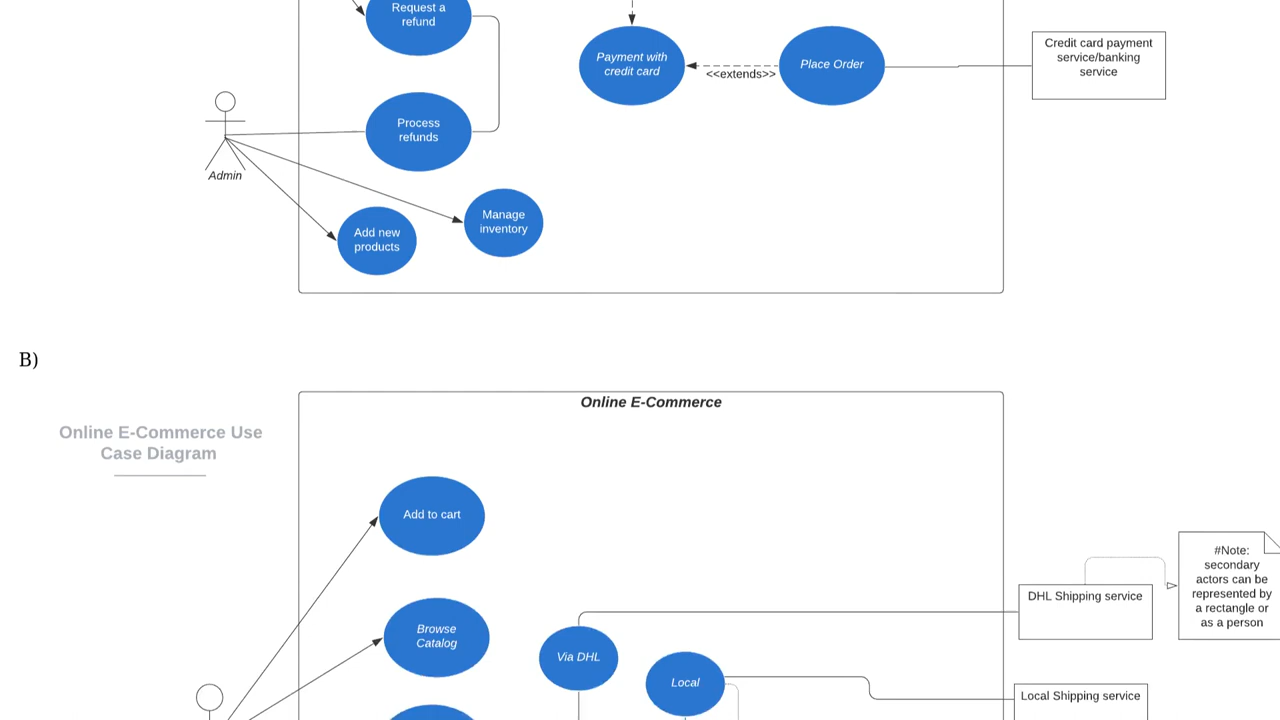 Request a
refund
Payment with
credit card
<<extends>>
Place Order
Credit card payment
service/banking
service
Process
refunds
Admin
Manage
inventory
Add new
products
B)
Online E-Commerce
Online E-Commerce Use
Case Diagram
Add to cart
#Note:
secondary
actors can be
represented by
a rectangle or
as a person
DHL Shipping service
Browse
Catalog
Via DHL
Local
Local Shipping service